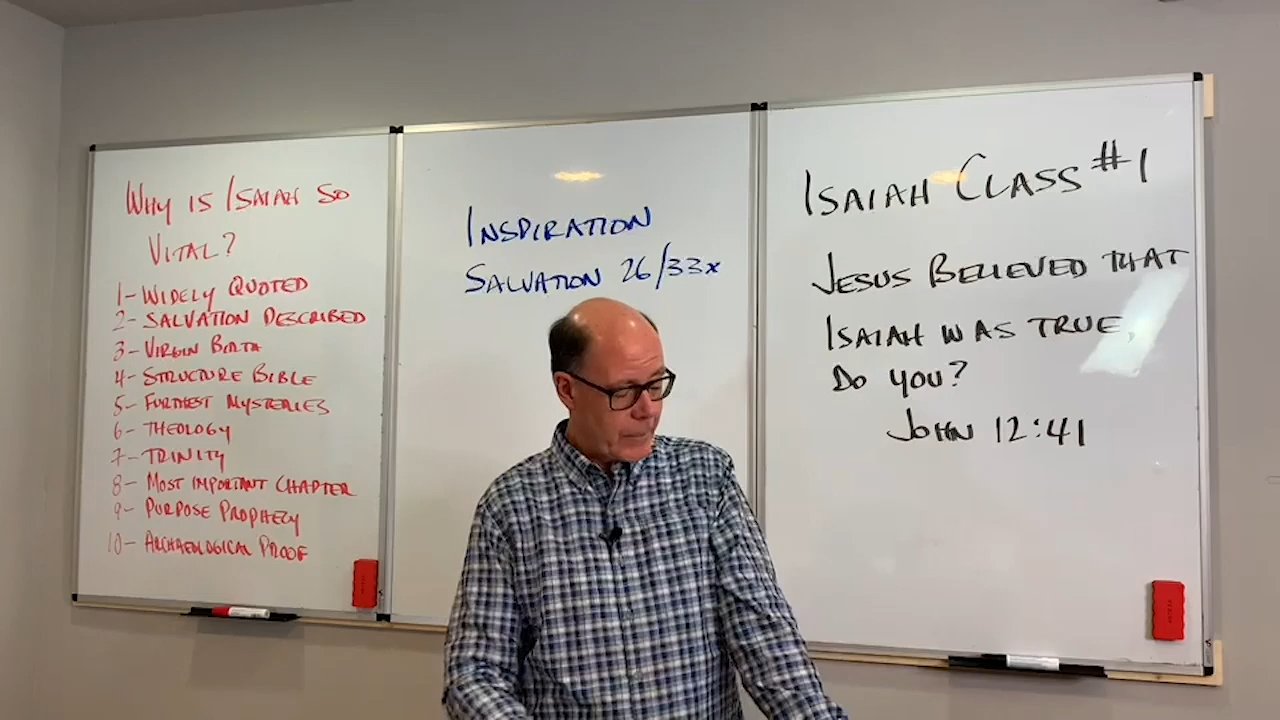 WHY IS ISAIAH SO
VITAL?
1- WIDELY QUOTED
2- SALVATION DESCRIBED
3- VIRGIN BIRTH
4- STRUCTURE BIBLE
5- FURTHEST MYSTERIES
6- THEOLOGY
7- TRINITY
8- MOST IMPORTANT CHAPTER
9- PURPOSE PROPHECY
10- ARCHAEOLOGICAL PROOF
INSPIRATION
SALVATION 26/33x
ISAIAH CLASS #1
JESUS BELIEVED THAT
ISAIAH WAS TRUE,
DO YOU?
JOHN 12:41